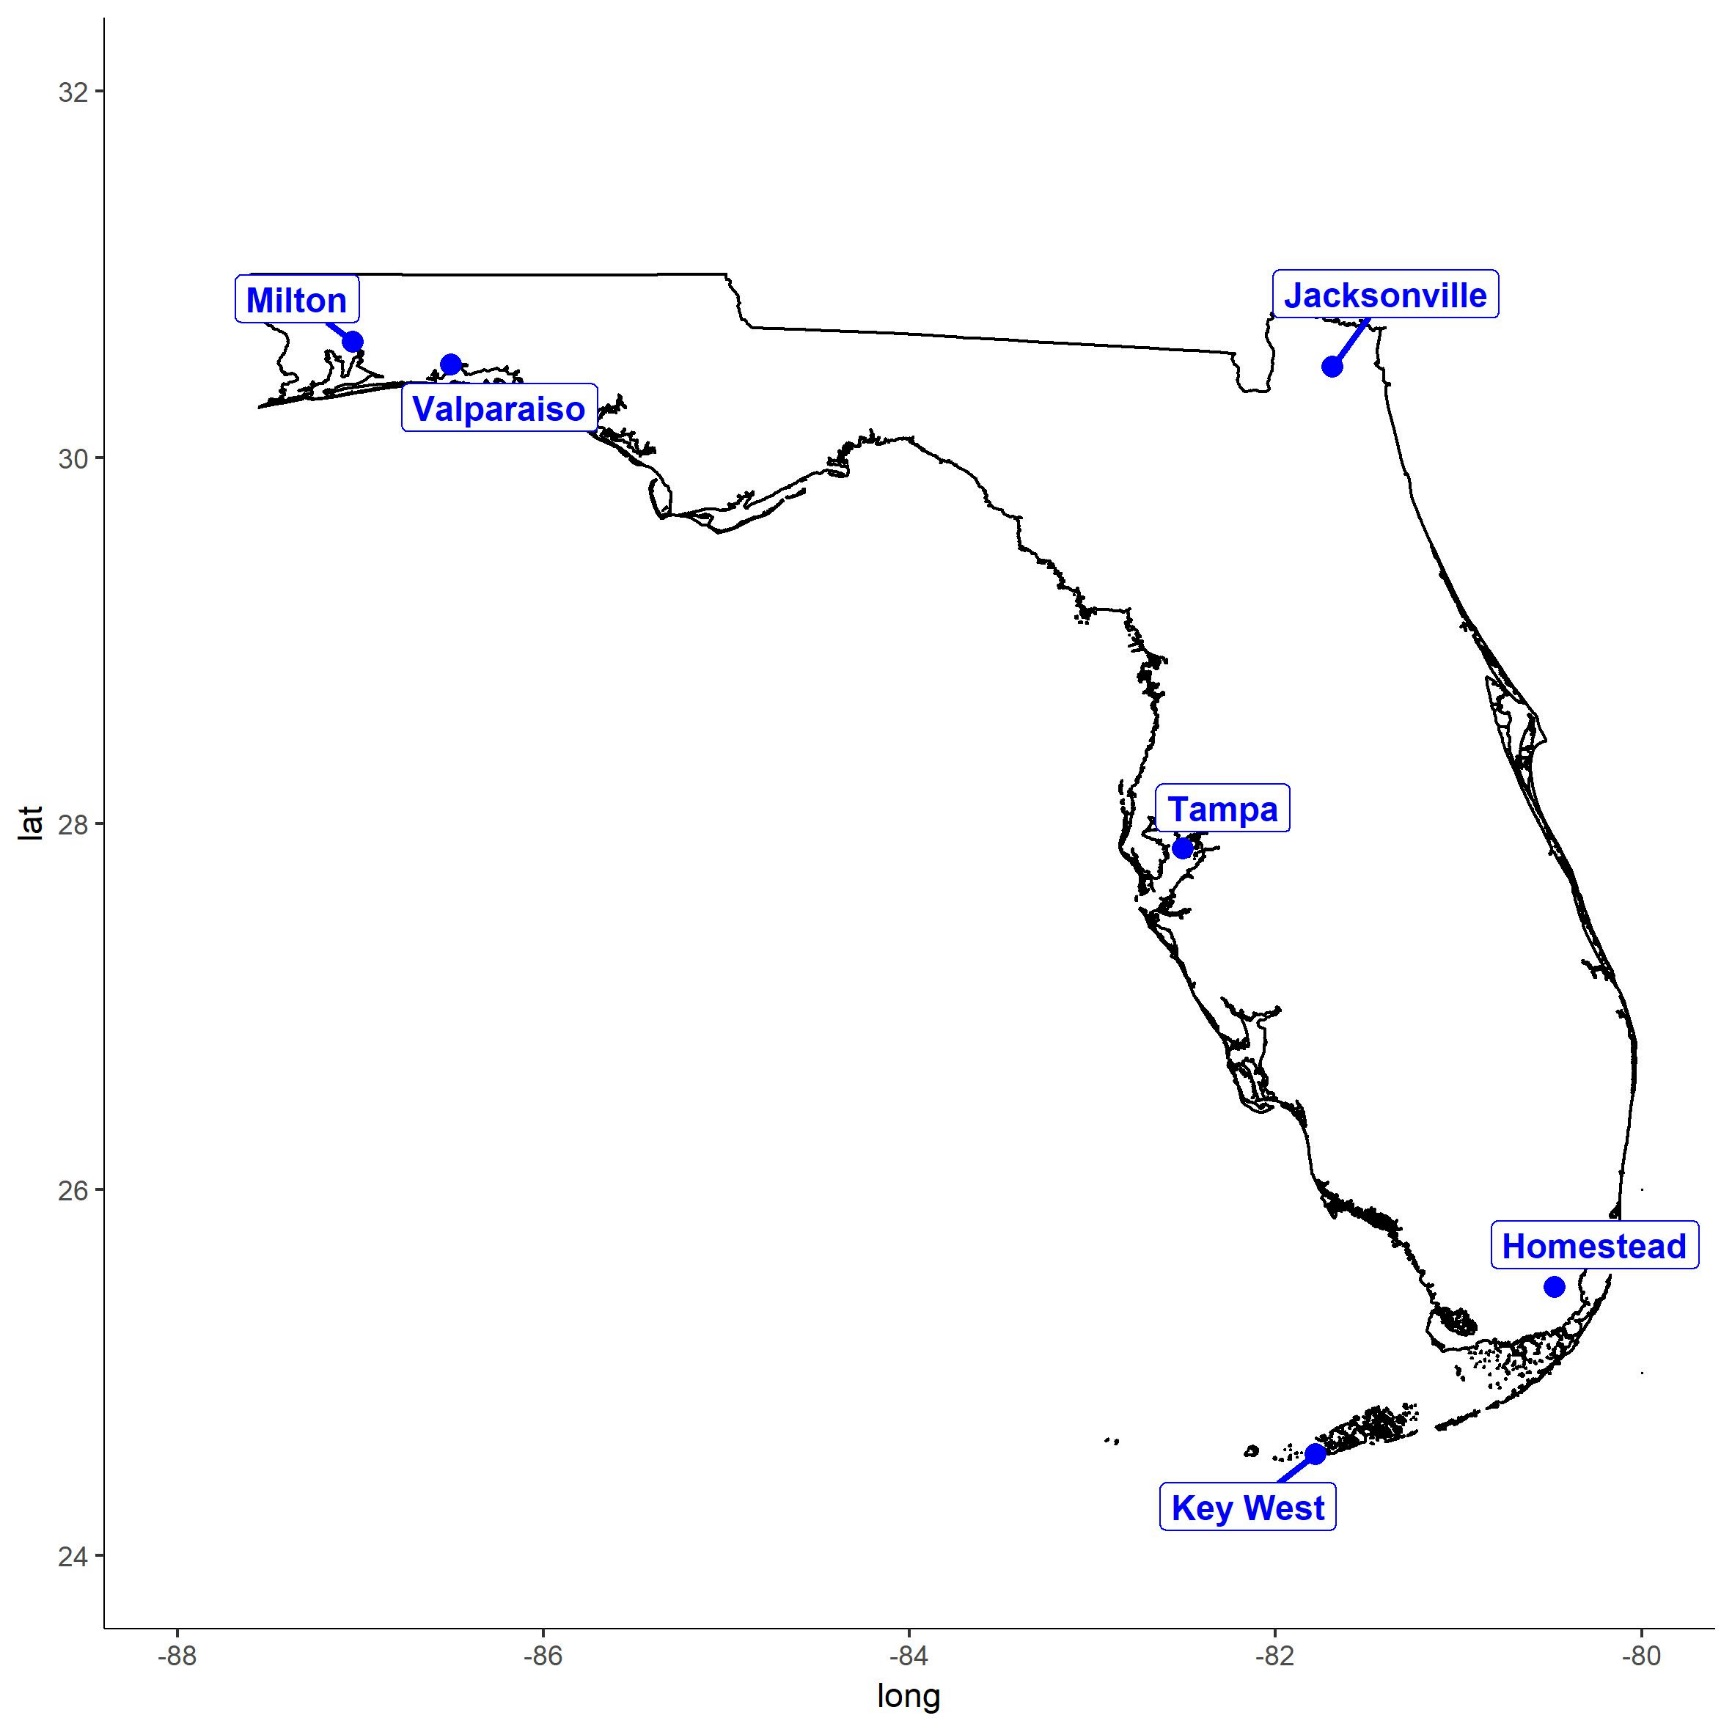 32
Jacksonville
Milton
Valparaiso
30
Tampa
28
lat
26
Homestead
Key West
24
-88
-86
-84
-82
-80
long